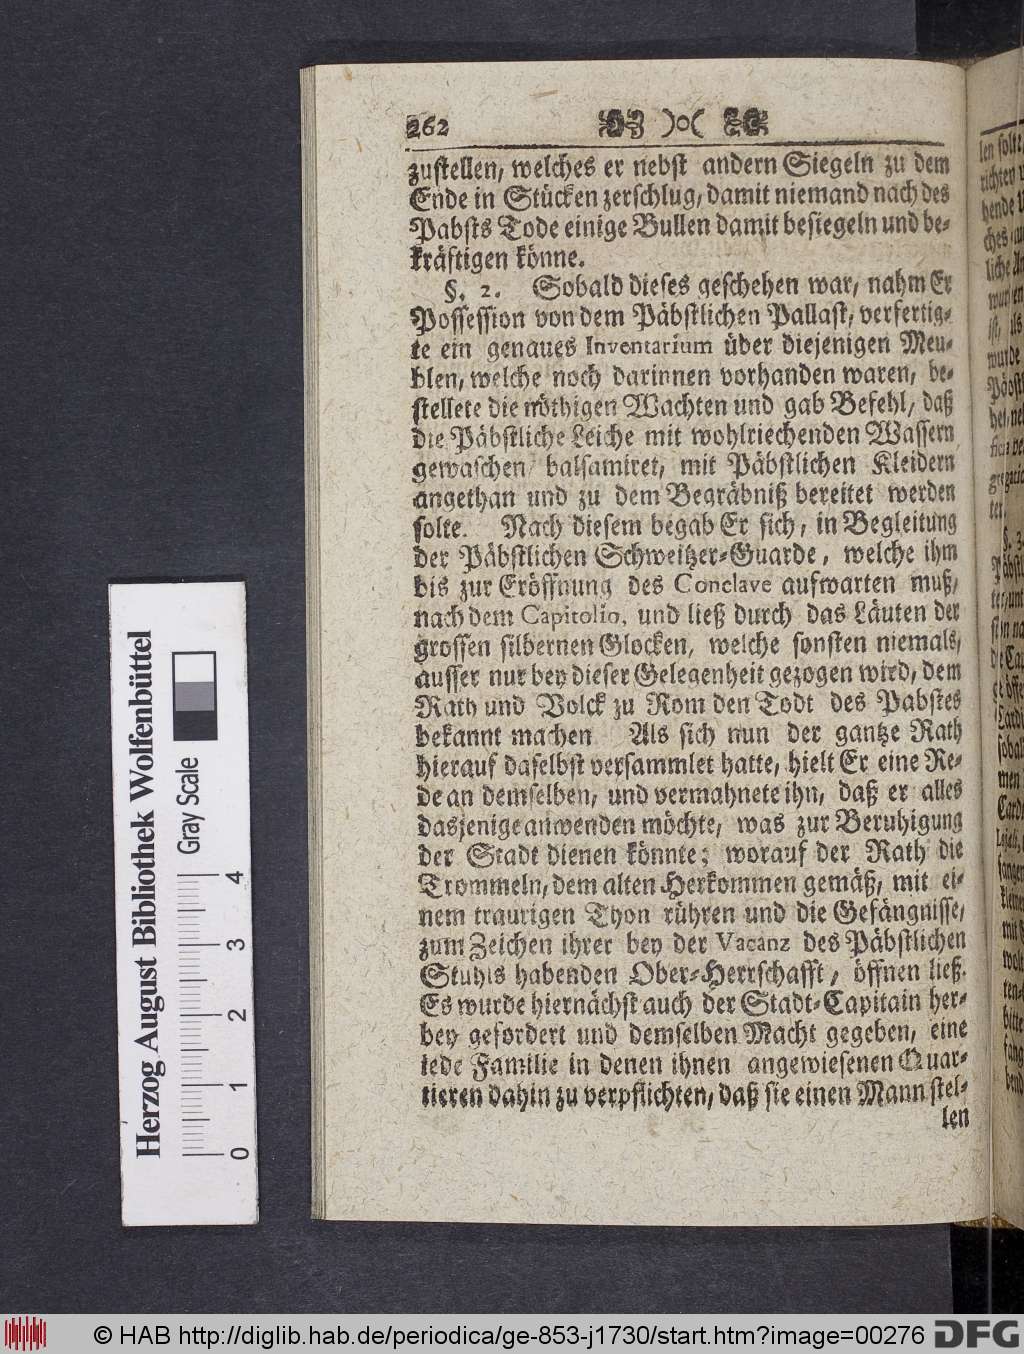 262 )o(
zustellen, welches er nebst andern Siegeln zu dem
Ende in Stücken zerschlug, damit niemand nach des
Pabsts Tode einige Bullen damit besiegeln und be-
kräftigen könne.
§. 2. Sobald dieses geschehen war, nahm Er
Possession von dem Päbstlichen Pallast, verfertig-
te ein genaues Inventarium über diejenigen Meu-
blen, welche noch darinnen vorhanden waren, be-
stellete die nöthigen Wachten und gab Befehl, daß
die Päbstliche Leiche mit wohlriechenden Wassern
gewaschen, balsamiret, mit Päbstlichen Kleidern
angethan und zu dem Begräbniß bereitet werden
solte. Nach diesem begab Er sich, in Begleitung
der Päbstlichen Schweitzer-Guarde, welche ihm
bis zur Eröffnung des Conclave aufwarten muß,
nach dem Capitolio, und ließ durch das Läuten der
grossen silbernen Glocken, welche sonsten niemals,
ausser nur bey dieser Gelegenheit gezogen wird, dem
Rath und Volck zu Rom den Todt des Pabstes
bekannt machen Als sich nun der gantze Rath
hierauf daselbst versammlet hatte, hielt Er eine Re-
de an demselben, und vermahnete ihn, daß er alles
dasjenige anwenden möchte, was zur Beruhigung
der Stadt dienen könnte; worauf der Rath die
Trommeln, dem alten Herkommen gemäß, mit ei-
nem traurigen Thon rühren und die Gefängnisse,
zum Zeichen ihrer bey der Vacanz des Päbstlichen
Stuhls habenden Ober-Herrschafft, öffnen ließ.
Es wurde hiernächst auch der Stadt-Capitain her-
bey gefordert und demselben Macht gegeben, eine
iede Familie in denen ihnen angewiesenen Quar-
tieren dahin zu verpflichten, daß sie einen Mann stel-
len
Herzog August Bibliothek Wolfenbüttel
Gray Scale
0 1 2 3 4
© HAB http://diglib.hab.de/periodica/ge-853-j1730/start.htm?image=00276 DFG